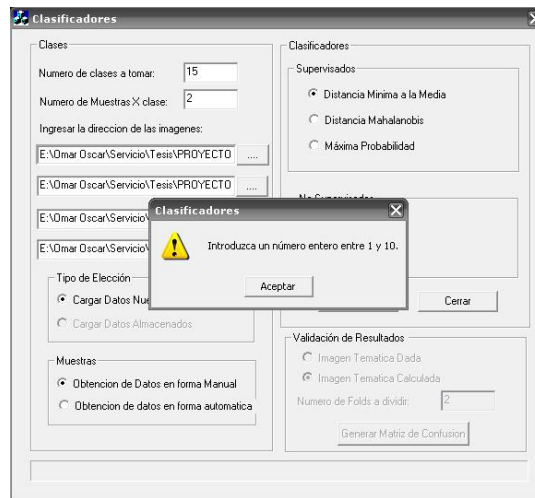 Clasificadores
Clases
Numero de clases a tomar: 15
Numero de Muestras X clase: 2
Ingresar la direccion de las imagenes:
E:\Omar Oscar\Servicio\Tesis\PROYECTO ....
E:\Omar Oscar\Servicio\Tesis\PROYECTO ....
E:\Omar Oscar\Servicio\
E:\Omar Oscar\Servicio\
Tipo de Elección
Cargar Datos Nue
Cargar Datos Almacenados
Muestras
Obtencion de Datos en forma Manual
Obtencion de datos en forma automatica
Clasificadores
Supervisados
Distancia Minima a la Media
Distancia Mahalanobis
Máxima Probabilidad
No Supervisados
Clasificadores
Introduzca un número entero entre 1 y 10.
Aceptar
Cerrar
Validación de Resultados
Imagen Tematica Dada
Imagen Tematica Calculada
Numero de Folds a dividir: 2
Generar Matriz de Confusion